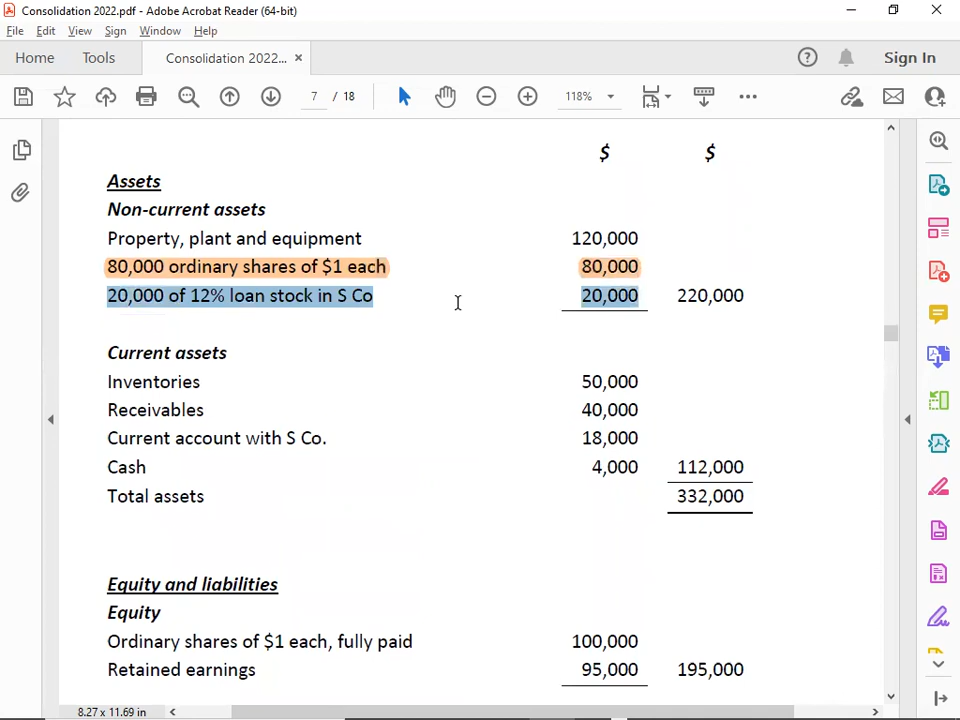 Consolidation 2022.pdf - Adobe Acrobat Reader (64-bit)
File Edit View Window Sign Help
Home Tools Consolidation 2022... × Sign In
7 / 18 118%
$ $
Assets
Non-current assets
Property, plant and equipment 120,000
80,000 ordinary shares of $1 each 80,000
20,000 of 12% loan stock in S Co 20,000 220,000
Current assets
Inventories 50,000
Receivables 40,000
Current account with S Co. 18,000
Cash 4,000 112,000
Total assets 332,000
Equity and liabilities
Equity
Ordinary shares of $1 each, fully paid 100,000
Retained earnings 95,000 195,000
8.27 x 11.69 in